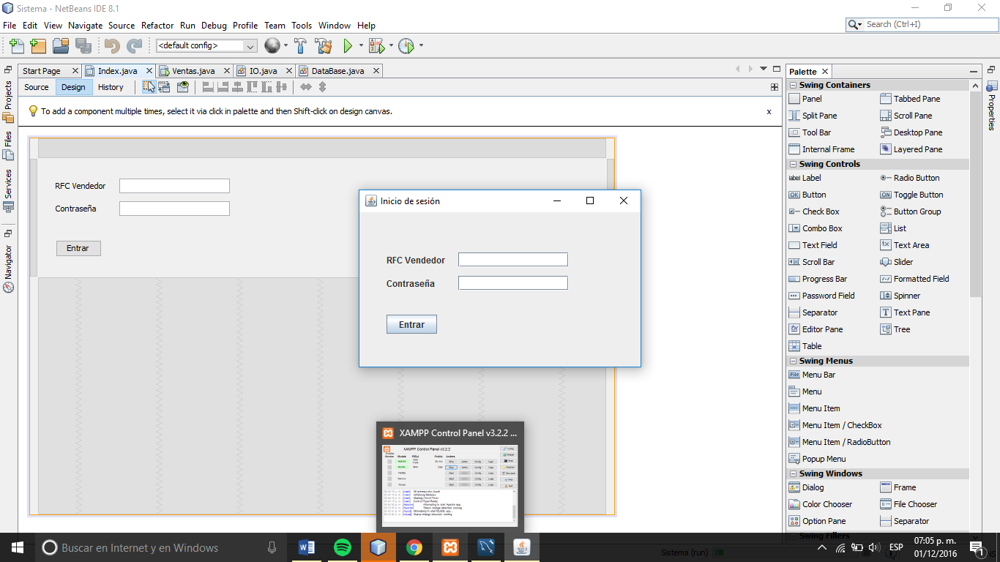 Sistema - NetBeans IDE 8.1
File Edit View Navigate Source Refactor Run Debug Profile Team Tools Window Help
Search (Ctrl+I)
<default config>
Start Page Index.java Ventas.java IO.java DataBase.java
Source Design History
To add a component multiple times, select it via click in palette and then Shift-click on design canvas.
x
Projects
Files
Services
Navigator
RFC Vendedor
Contraseña
Entrar
Inicio de sesión
RFC Vendedor
Contraseña
Entrar
XAMPP Control Panel v3.2.2 ...
XAMPP Control Panel v3.2.2
Palette
Properties
Swing Containers
Panel Tabbed Pane
Split Pane Scroll Pane
Tool Bar Desktop Pane
Internal Frame Layered Pane
Swing Controls
label Label Radio Button
OK Button ON Toggle Button
Check Box Button Group
Combo Box List
Text Field Text Area
Scroll Bar Slider
Progress Bar Formatted Field
Password Field Spinner
Separator Text Pane
Editor Pane Tree
Table
Swing Menus
File Menu Bar
Menu
Menu Item
Menu Item / CheckBox
Menu Item / RadioButton
Popup Menu
Swing Windows
Dialog Frame
Color Chooser File Chooser
Option Pane Separator
Swing Fillers
Sistema (run)
Buscar en Internet y en Windows
ESP
07:05 p. m.
01/12/2016
1